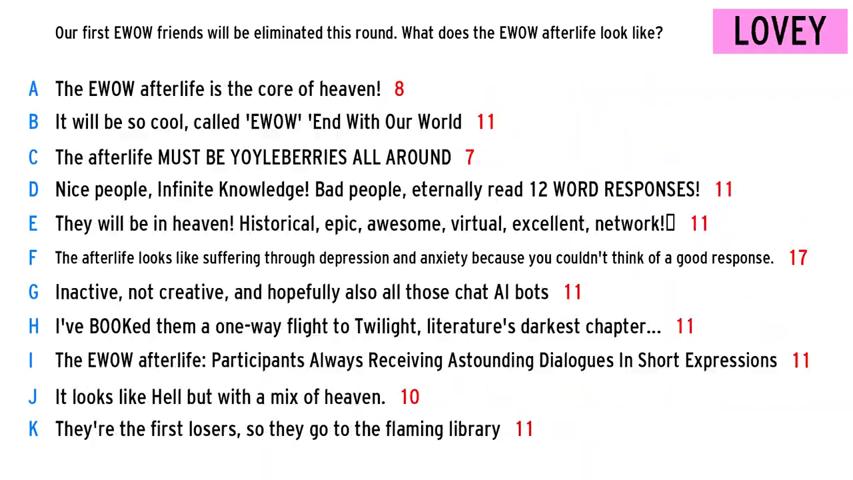 Our first EWOW friends will be eliminated this round. What does the EWOW afterlife look like?
LOVEY
A The EWOW afterlife is the core of heaven! 8
B It will be so cool, called 'EWOW' 'End With Our World 11
C The afterlife MUST BE YOYLEBERRIES ALL AROUND 7
D Nice people, Infinite Knowledge! Bad people, eternally read 12 WORD RESPONSES! 11
E They will be in heaven! Historical, epic, awesome, virtual, excellent, network!▯ 11
F The afterlife looks like suffering through depression and anxiety because you couldn't think of a good response. 17
G Inactive, not creative, and hopefully also all those chat AI bots 11
H I've BOOKed them a one-way flight to Twilight, literature's darkest chapter... 11
I The EWOW afterlife: Participants Always Receiving Astounding Dialogues In Short Expressions 11
J It looks like Hell but with a mix of heaven. 10
K They're the first losers, so they go to the flaming library 11